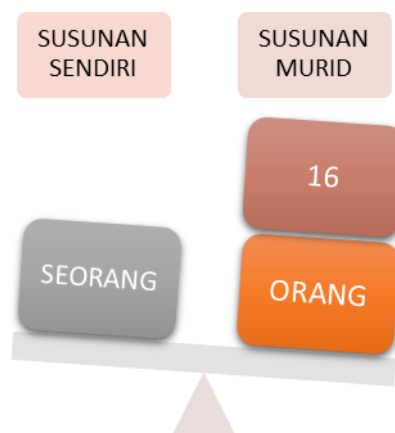 SUSUNAN
SENDIRI
SUSUNAN
MURID
16
SEORANG
ORANG